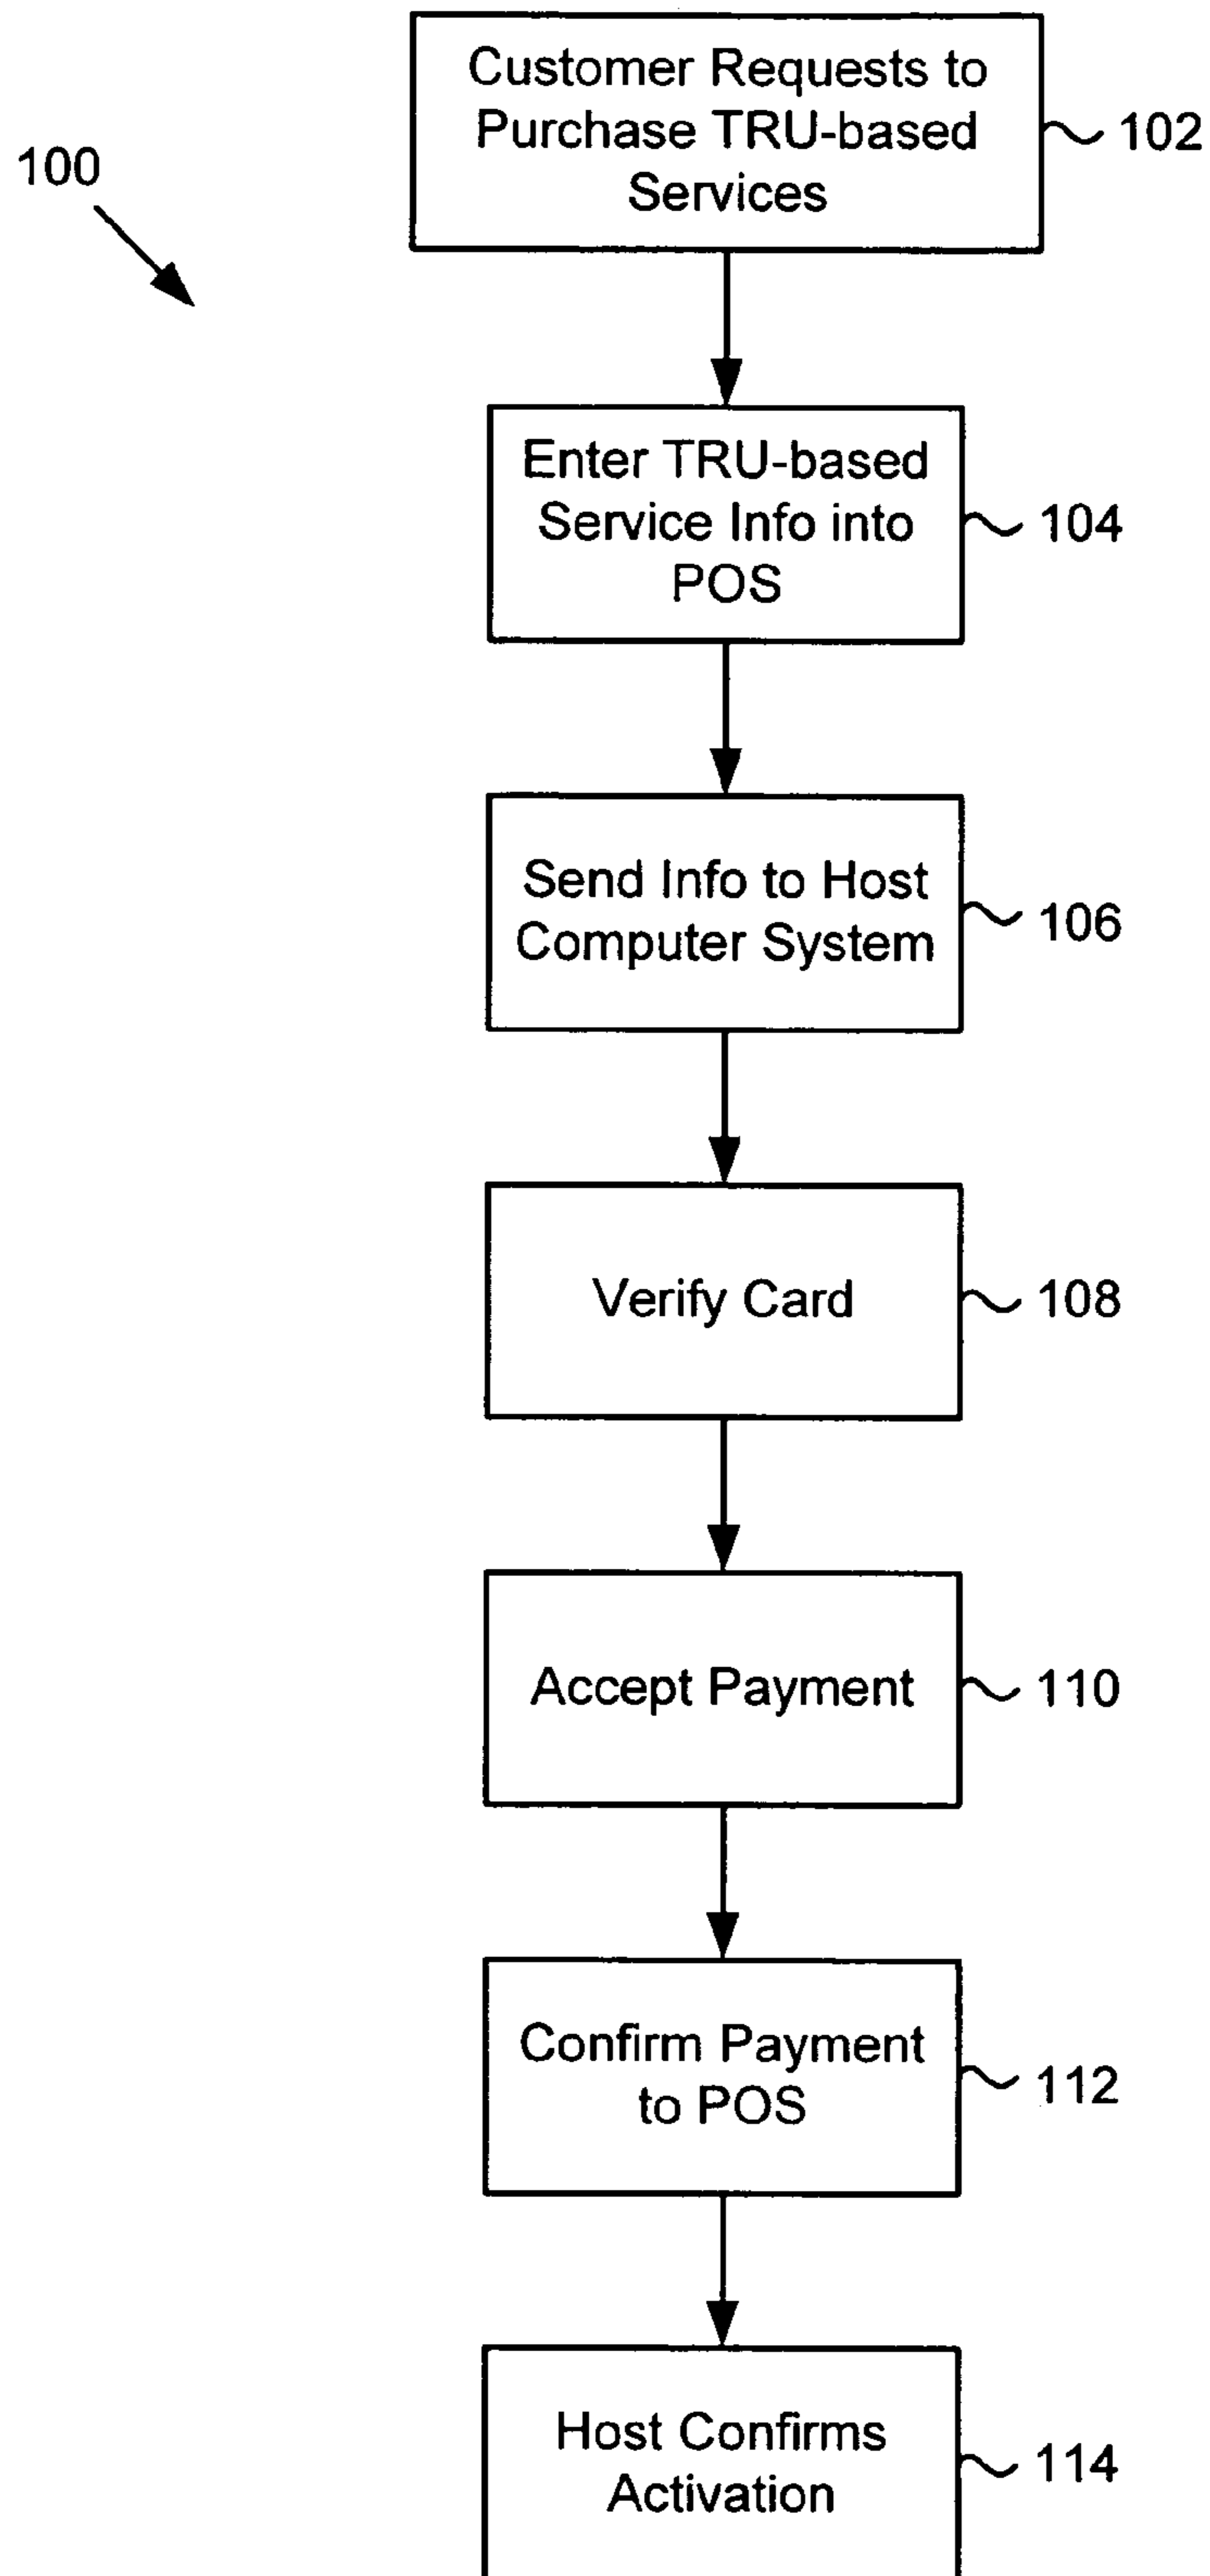 Customer Requests to
Purchase TRU-based
Services
102
100
Enter TRU-based
Service Info into
POS
104
Send Info to Host
Computer System
106
Verify Card
108
Accept Payment
110
Confirm Payment
to POS
112
Host Confirms
Activation
114